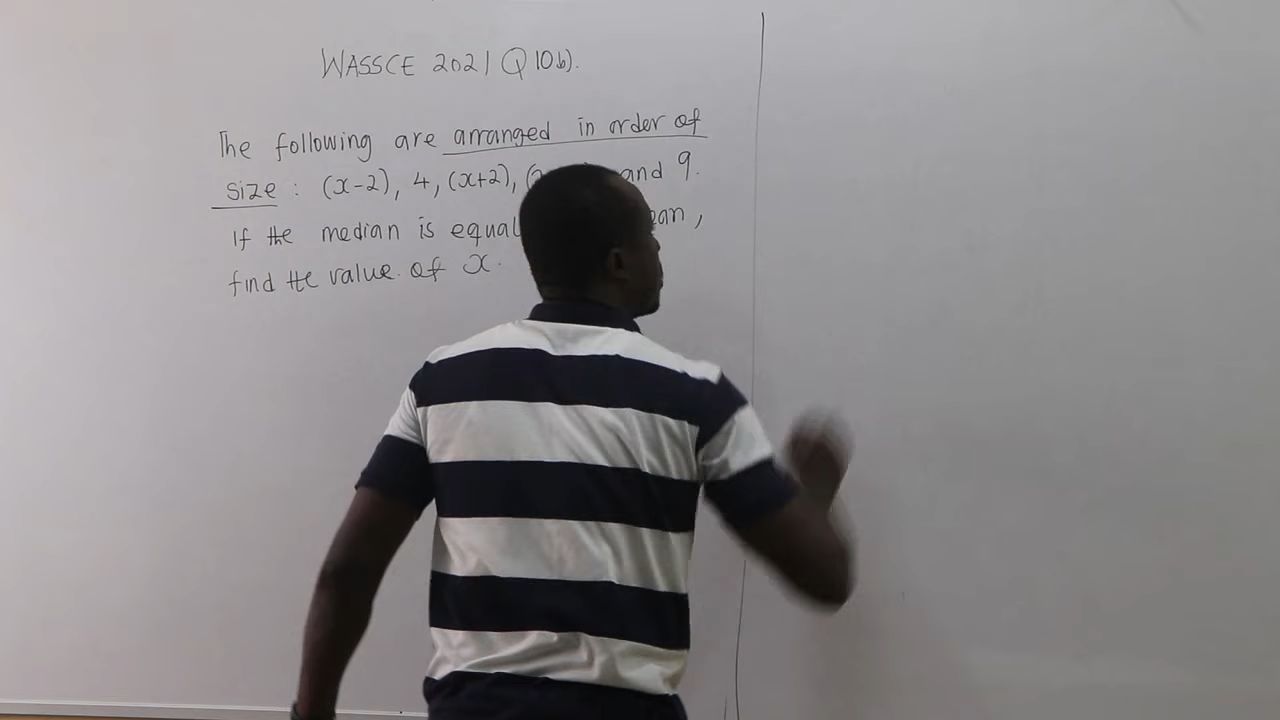 WASSCE 2021 Q 10b).
The following are arranged in order of
size : (x-2), 4, (x+2), ( and 9.
If the median is equal ,
find the value of x.